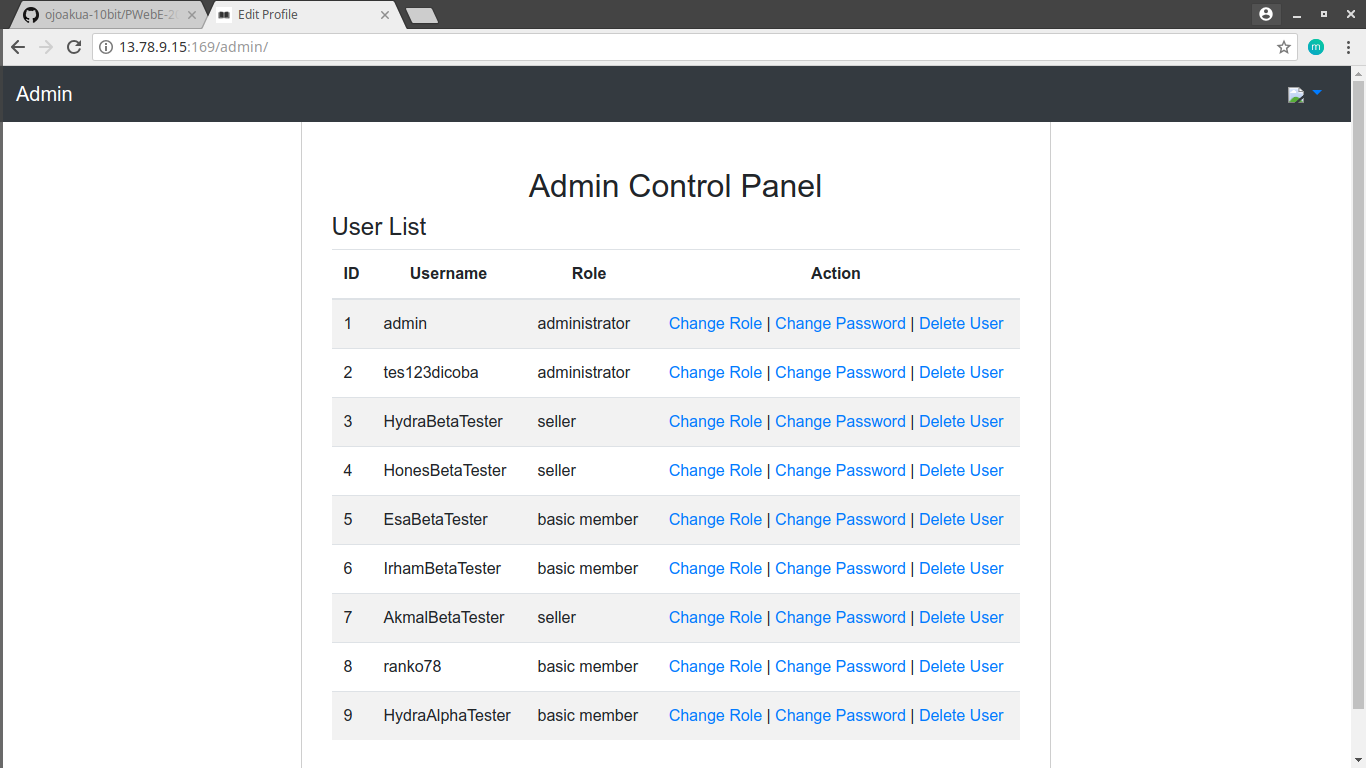 ojoakua-10bit/PWebE-20
Edit Profile
13.78.9.15:169/admin/
m
Admin
Admin Control Panel
User List
ID Username Role Action
1 admin administrator Change Role | Change Password | Delete User
2 tes123dicoba administrator Change Role | Change Password | Delete User
3 HydraBetaTester seller Change Role | Change Password | Delete User
4 HonesBetaTester seller Change Role | Change Password | Delete User
5 EsaBetaTester basic member Change Role | Change Password | Delete User
6 IrhamBetaTester basic member Change Role | Change Password | Delete User
7 AkmalBetaTester seller Change Role | Change Password | Delete User
8 ranko78 basic member Change Role | Change Password | Delete User
9 HydraAlphaTester basic member Change Role | Change Password | Delete User